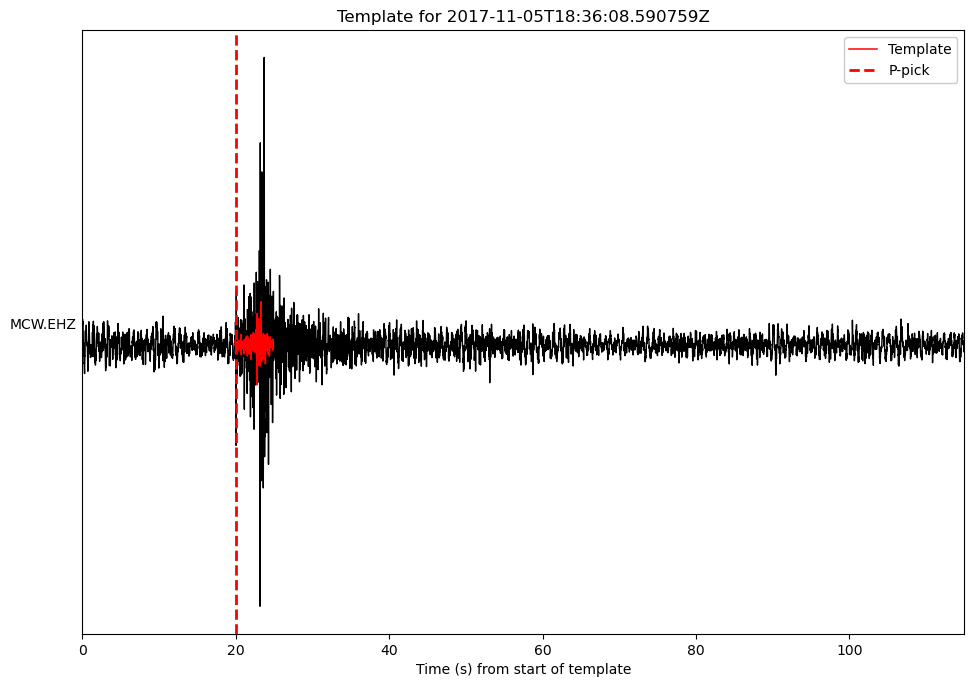 Template for 2017-11-05T18:36:08.590759Z
Template
P-pick
MCW.EHZ
0 20 40 60 80 100
Time (s) from start of template